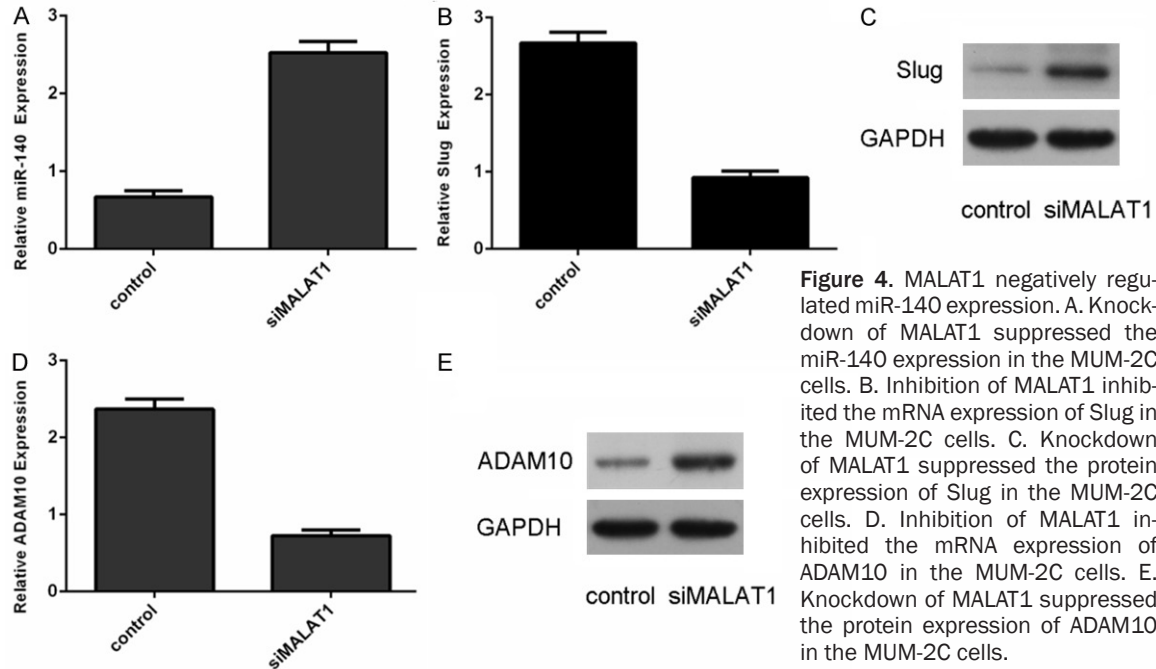 A
3
2
1
0
Relative miR-140 Expression
control
siMALAT1
B
3
2
1
0
Relative Slug Expression
control
siMALAT1
C
Slug
GAPDH
control siMALAT1
D
3
2
1
0
Relative ADAM10 Expression
control
siMALAT1
E
ADAM10
GAPDH
control siMALAT1
Figure 4. MALAT1 negatively regu-
lated miR-140 expression. A. Knock-
down of MALAT1 suppressed the
miR-140 expression in the MUM-2C
cells. B. Inhibition of MALAT1 inhib-
ited the mRNA expression of Slug in
the MUM-2C cells. C. Knockdown
of MALAT1 suppressed the protein
expression of Slug in the MUM-2C
cells. D. Inhibition of MALAT1 in-
hibited the mRNA expression of
ADAM10 in the MUM-2C cells. E.
Knockdown of MALAT1 suppressed
the protein expression of ADAM10
in the MUM-2C cells.